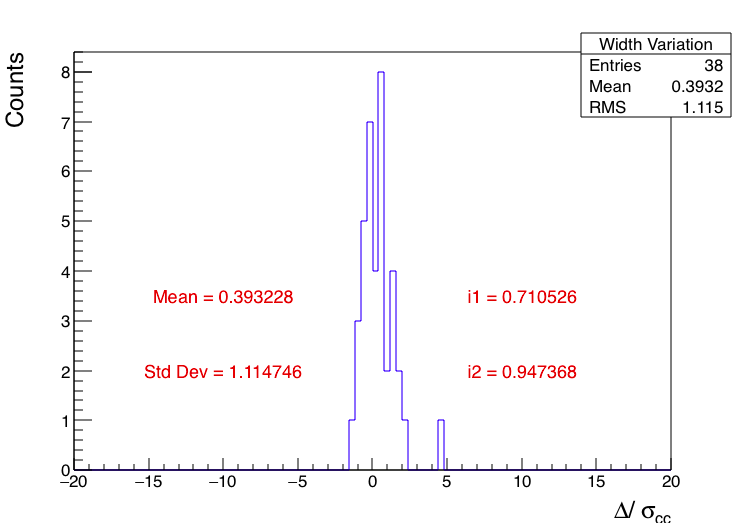 Width Variation
Entries 38
Mean 0.3932
RMS 1.115
Counts
8
7
6
5
4
3
2
1
0
Mean = 0.393228
i1 = 0.710526
Std Dev = 1.114746
i2 = 0.947368
−20 −15 −10 −5 0 5 10 15 20
Δ/ σcc